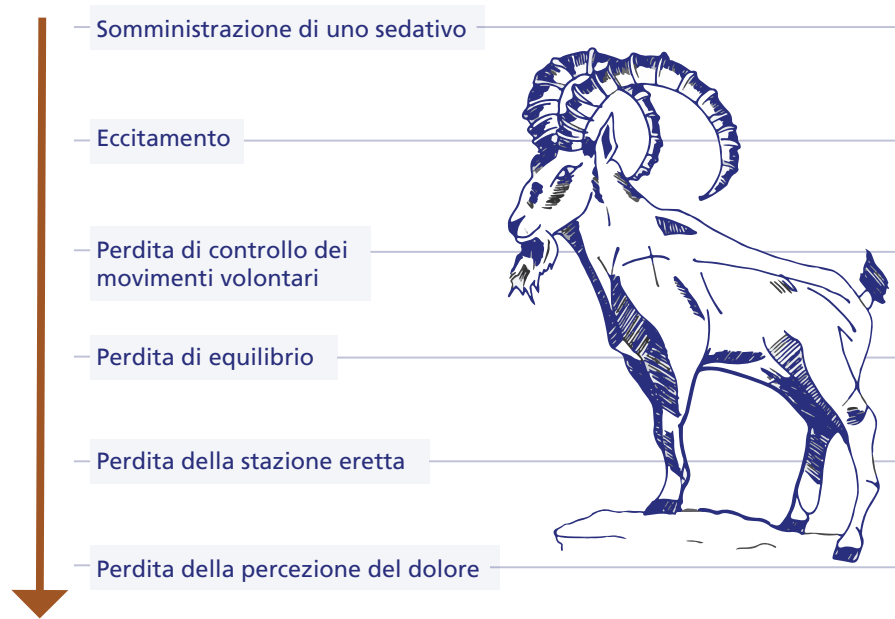 Somministrazione di uno sedativo
Eccitamento
Perdita di controllo dei
movimenti volontari
Perdita di equilibrio
Perdita della stazione eretta
Perdita della percezione del dolore